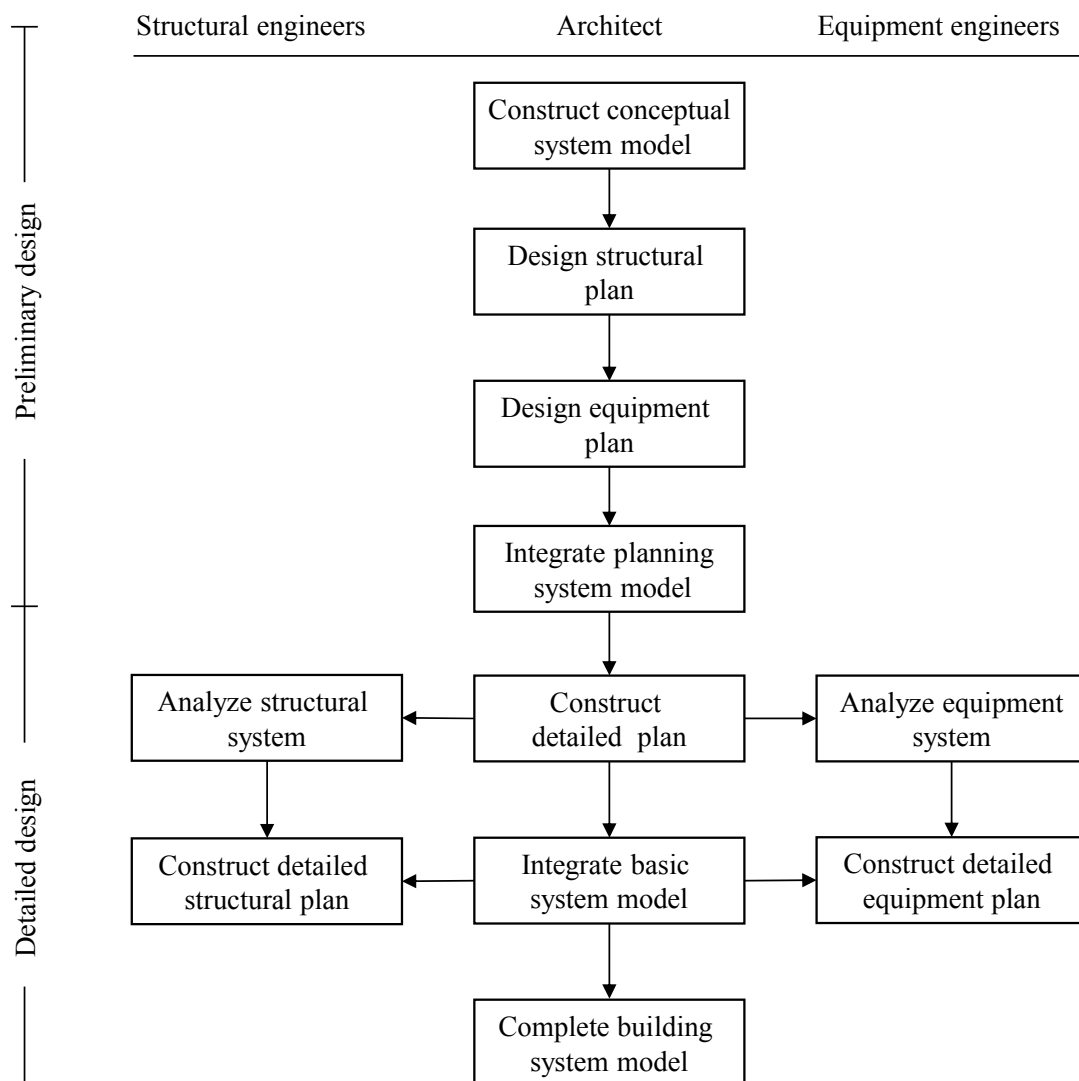 Structural engineers
Architect
Equipment engineers
Preliminary design
Construct conceptual
system model
Design structural
plan
Design equipment
plan
Integrate planning
system model
Detailed design
Analyze structural
system
Construct
detailed plan
Analyze equipment
system
Construct detailed
structural plan
Integrate basic
system model
Construct detailed
equipment plan
Complete building
system model